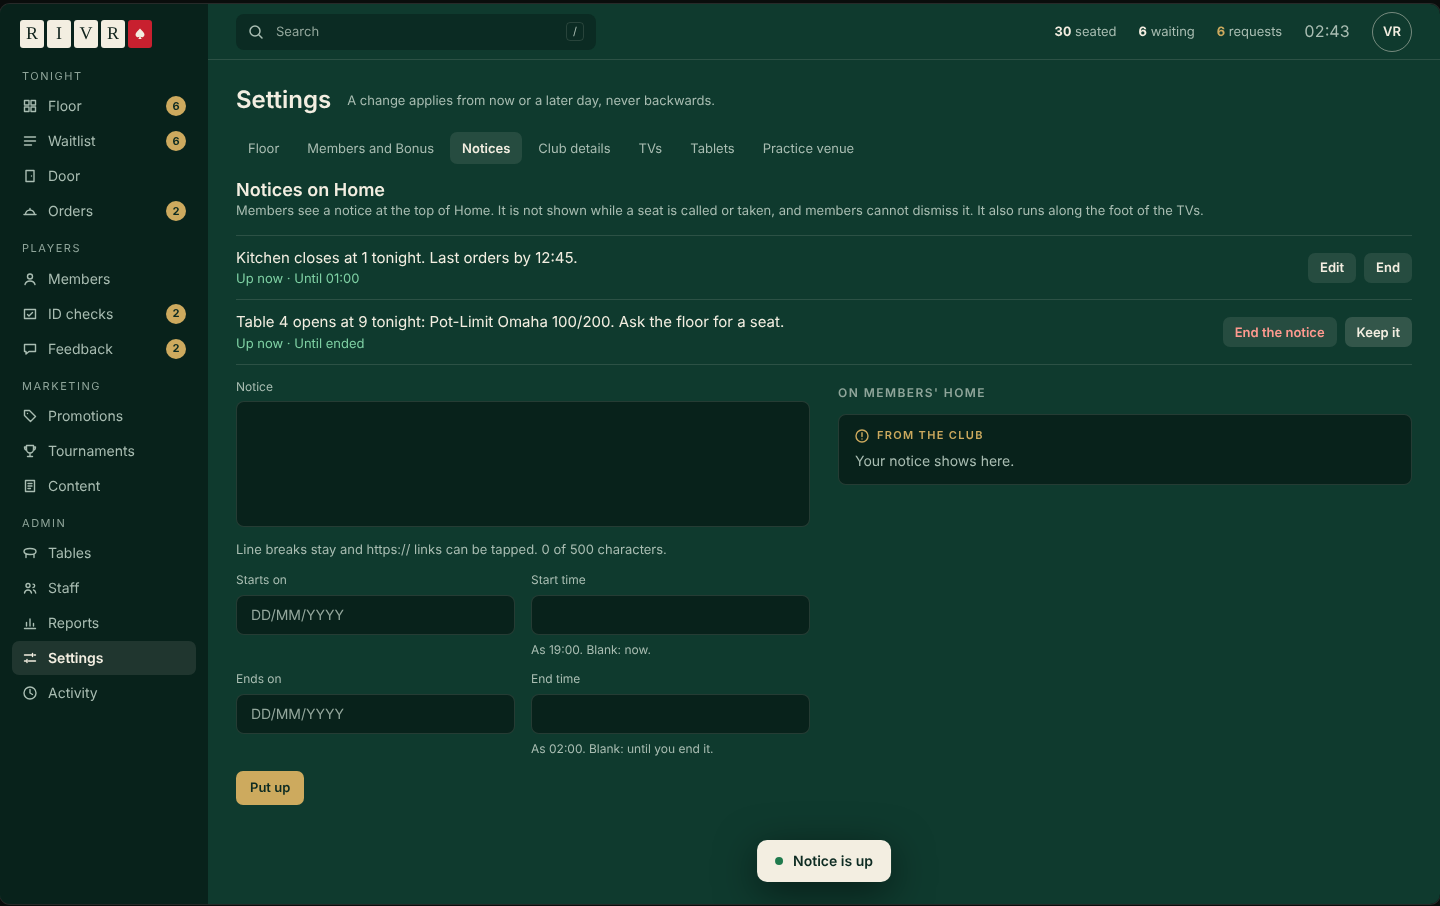 RIVR
Search
/
30 seated
6 waiting
6 requests
02:43
VR
TONIGHT
Floor 6
Waitlist 6
Door
Orders 2
PLAYERS
Members
ID checks 2
Feedback 2
MARKETING
Promotions
Tournaments
Content
ADMIN
Tables
Staff
Reports
Settings
Activity
Settings
A change applies from now or a later day, never backwards.
Floor
Members and Bonus
Notices
Club details
TVs
Tablets
Practice venue
Notices on Home
Members see a notice at the top of Home. It is not shown while a seat is called or taken, and members cannot dismiss it. It also runs along the foot of the TVs.
Kitchen closes at 1 tonight. Last orders by 12:45.
Up now · Until 01:00
Edit
End
Table 4 opens at 9 tonight: Pot-Limit Omaha 100/200. Ask the floor for a seat.
Up now · Until ended
End the notice
Keep it
Notice
Line breaks stay and https:// links can be tapped. 0 of 500 characters.
Starts on
Start time
DD/MM/YYYY
As 19:00. Blank: now.
Ends on
End time
DD/MM/YYYY
As 02:00. Blank: until you end it.
Put up
ON MEMBERS' HOME
FROM THE CLUB
Your notice shows here.
Notice is up